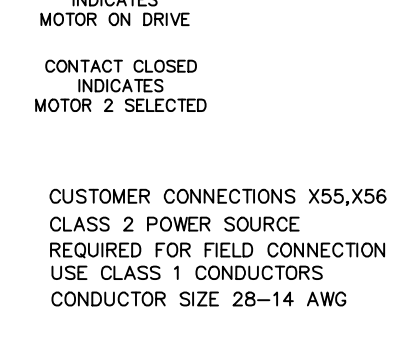 INDICATES
MOTOR ON DRIVE
CONTACT CLOSED
INDICATES
MOTOR 2 SELECTED
CUSTOMER CONNECTIONS X55,X56
CLASS 2 POWER SOURCE
REQUIRED FOR FIELD CONNECTION
USE CLASS 1 CONDUCTORS
CONDUCTOR SIZE 28–14 AWG